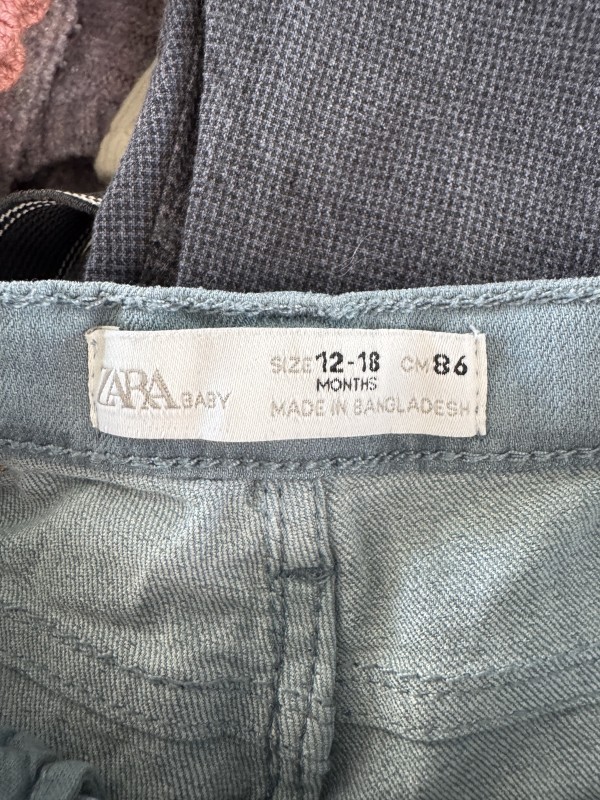 ZARA BABY
SIZE 12-18 CM 86
MONTHS
MADE IN BANGLADESH